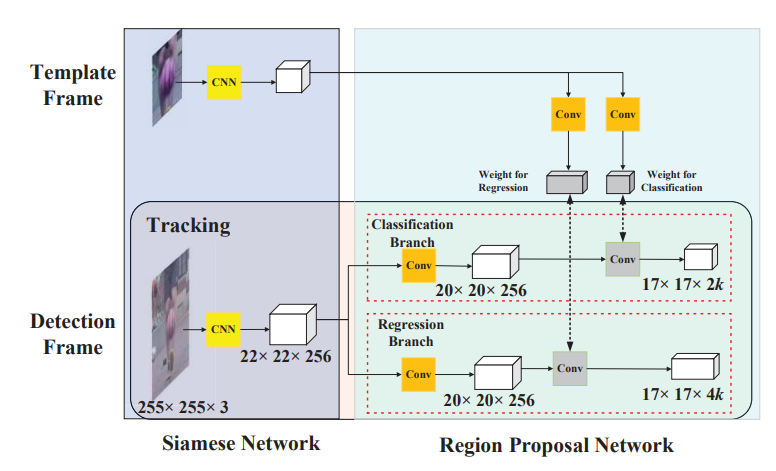 Template
Frame
CNN
Conv
Conv
Weight for
Regression
Weight for
Classification
Tracking
Classification
Branch
Conv
20× 20× 256
Conv
17× 17× 2k
Detection
Frame
CNN
22× 22× 256
255× 255× 3
Regression
Branch
Conv
20× 20× 256
Conv
17× 17× 4k
Siamese Network
Region Proposal Network